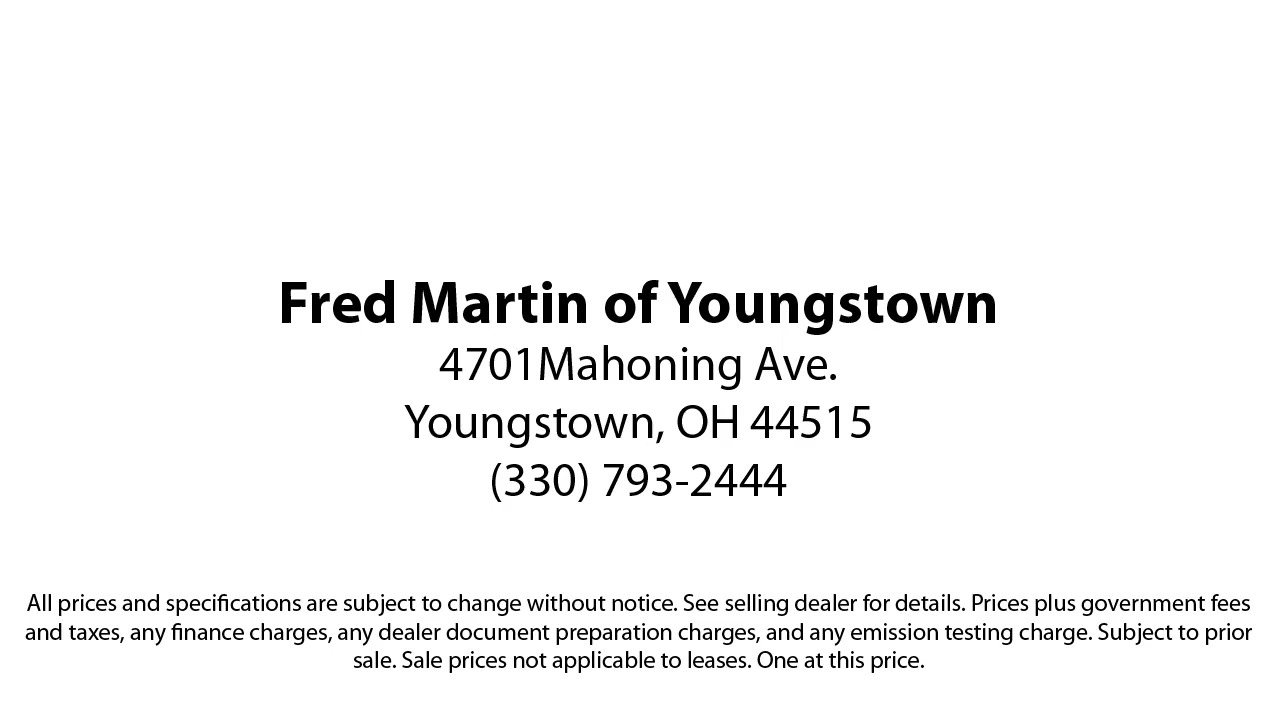 Fred Martin of Youngstown
4701Mahoning Ave.
Youngstown, OH 44515
(330) 793-2444
All prices and specifications are subject to change without notice. See selling dealer for details. Prices plus government fees
and taxes, any finance charges, any dealer document preparation charges, and any emission testing charge. Subject to prior
sale. Sale prices not applicable to leases. One at this price.